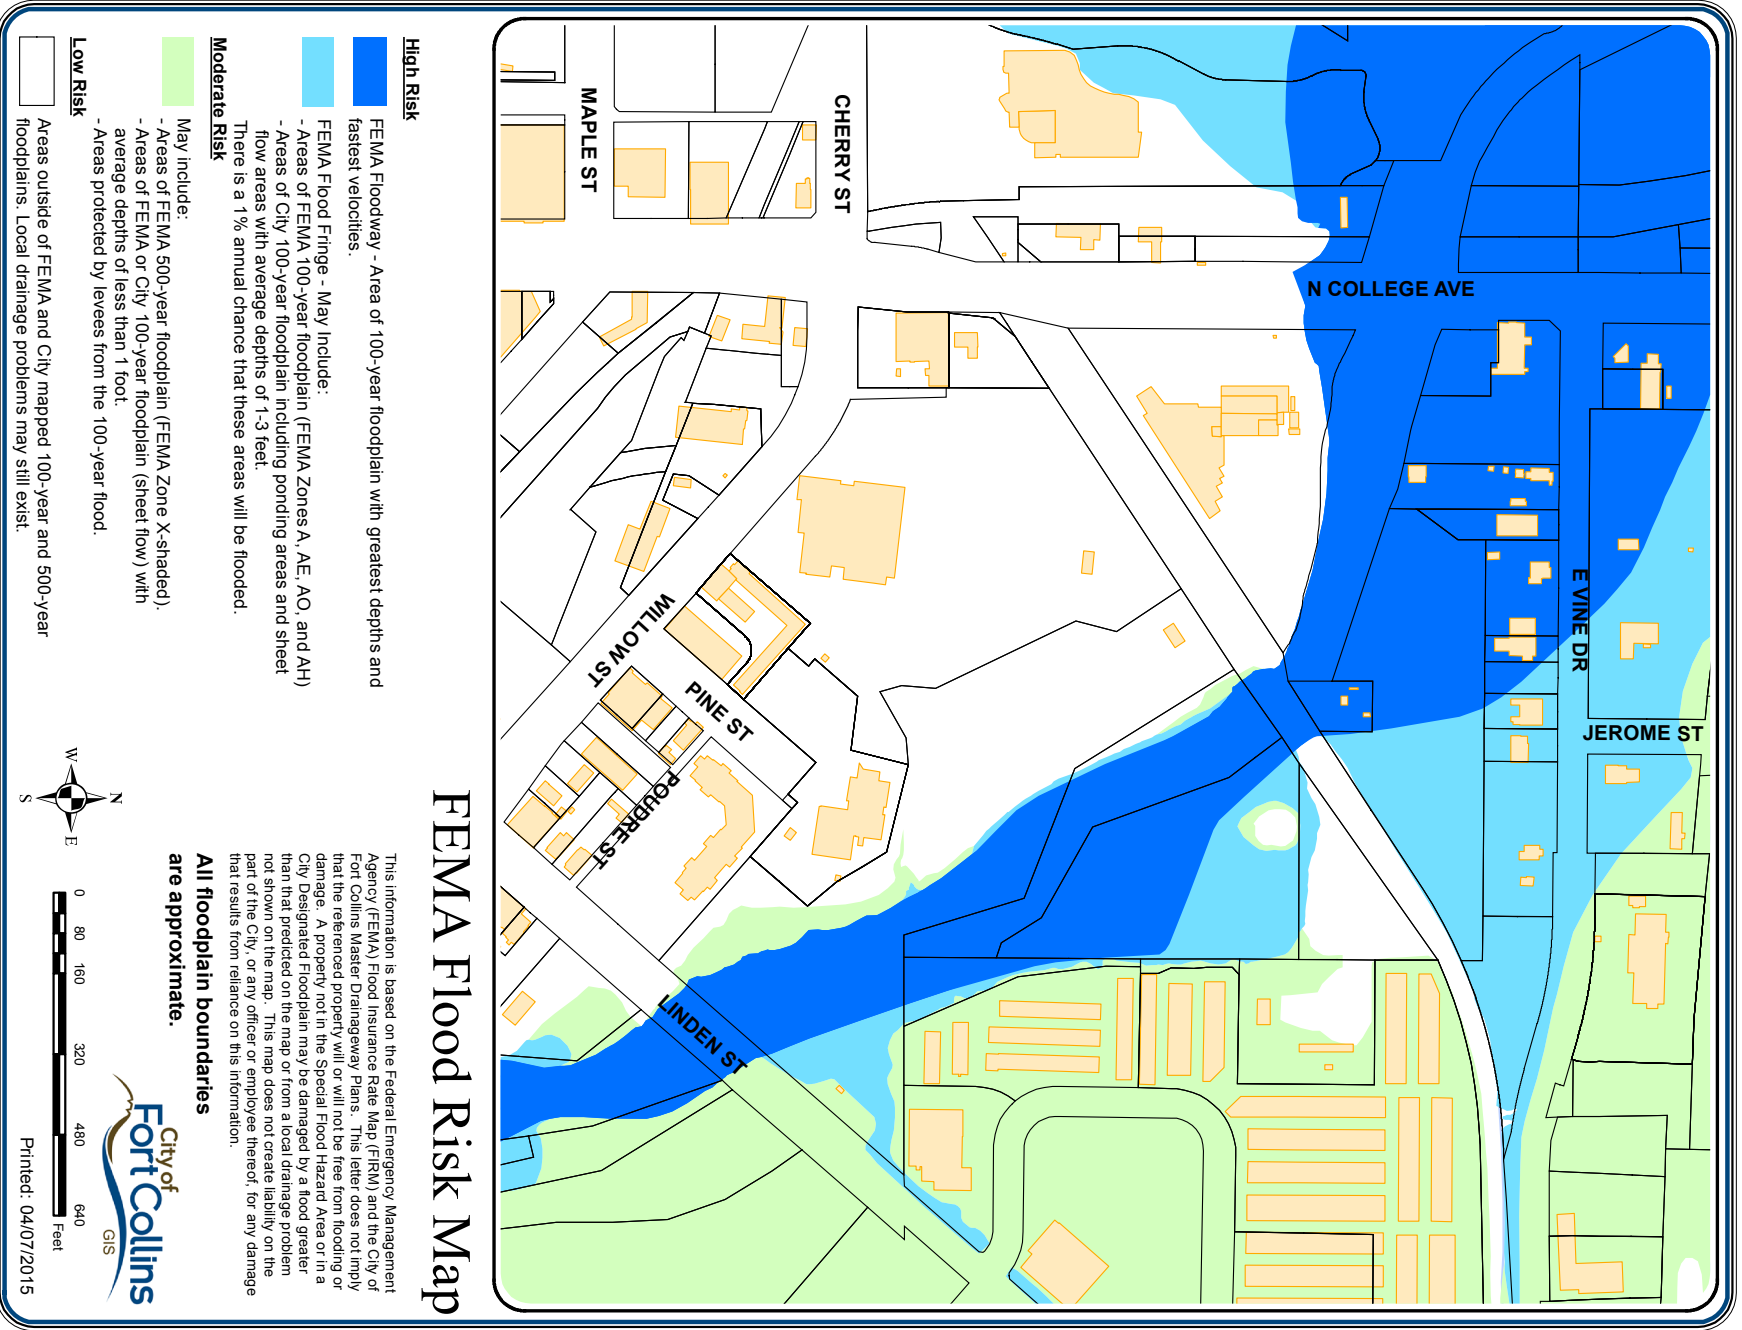 CHERRY ST
MAPLE ST
N COLLEGE AVE
E VINE DR
JEROME ST
WILLOW ST
PINE ST
POUDRE ST
LINDEN ST
FEMA Flood Risk Map
High Risk
FEMA Floodway - Area of 100-year floodplain with greatest depths and
fastest velocities.
FEMA Flood Fringe - May Include:
- Areas of FEMA 100-year floodplain (FEMA Zones A, AE, AO, and AH)
- Areas of City 100-year floodplain including ponding areas and sheet
flow areas with average depths of 1-3 feet.
There is a 1% annual chance that these areas will be flooded.
Moderate Risk
May include:
- Areas of FEMA 500-year floodplain (FEMA Zone X-shaded).
- Areas of FEMA or City 100-year floodplain (sheet flow) with
average depths of less than 1 foot.
- Areas protected by levees from the 100-year flood.
Low Risk
Areas outside of FEMA and City mapped 100-year and 500-year
floodplains. Local drainage problems may still exist.
N
W
E
S
This information is based on the Federal Emergency Management
Agency (FEMA) Flood Insurance Rate Map (FIRM) and the City of
Fort Collins Master Drainageway Plans. This letter does not imply
that the referenced property will or will not be free from flooding or
damage. A property not in the Special Flood Hazard Area or in a
City Designated Floodplain may be damaged by a flood greater
than that predicted on the map or from a local drainage problem
not shown on the map. This map does not create liability on the
part of the City, or any officer or employee thereof, for any damage
that results from reliance on this information.
All floodplain boundaries
are approximate.
0 80 160 320 480 640
Feet
City of
Fort Collins
GIS
Printed: 04/07/2015